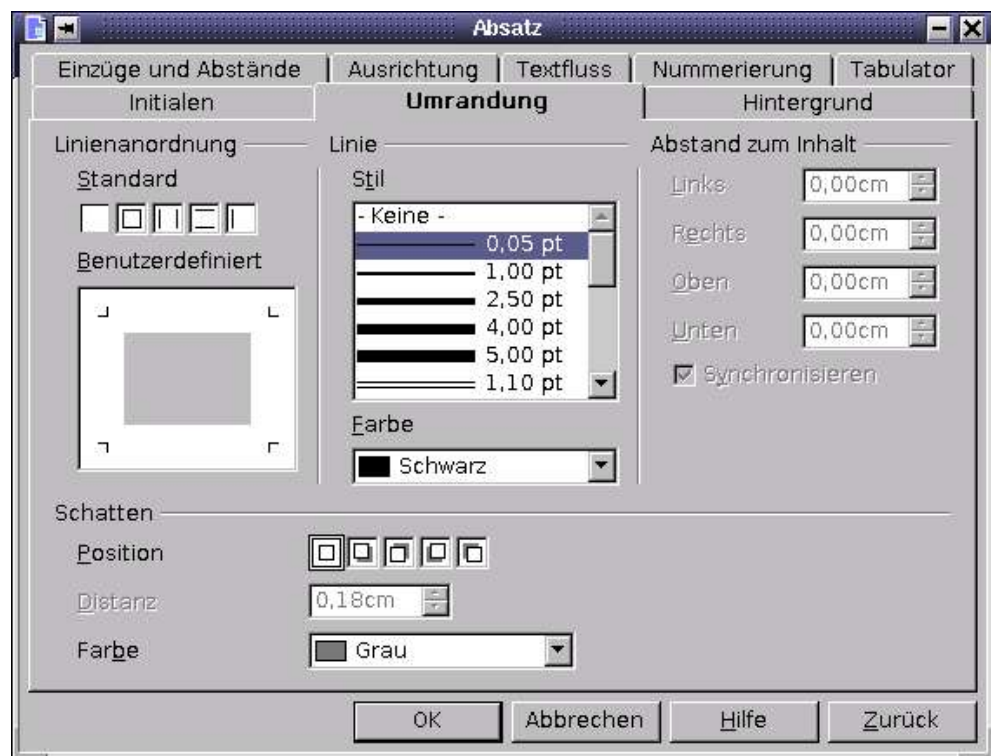 Absatz
Einzüge und Abstände Ausrichtung Textfluss Nummerierung Tabulator
Initialen Umrandung Hintergrund
Linienanordnung
Standard
Benutzerdefiniert
Linie
Stil
- Keine -
0,05 pt
1,00 pt
2,50 pt
4,00 pt
5,00 pt
1,10 pt
Farbe
Schwarz
Abstand zum Inhalt
Links 0,00cm
Rechts 0,00cm
Oben 0,00cm
Unten 0,00cm
Synchronisieren
Schatten
Position
Distanz 0,18cm
Farbe Grau
OK Abbrechen Hilfe Zurück